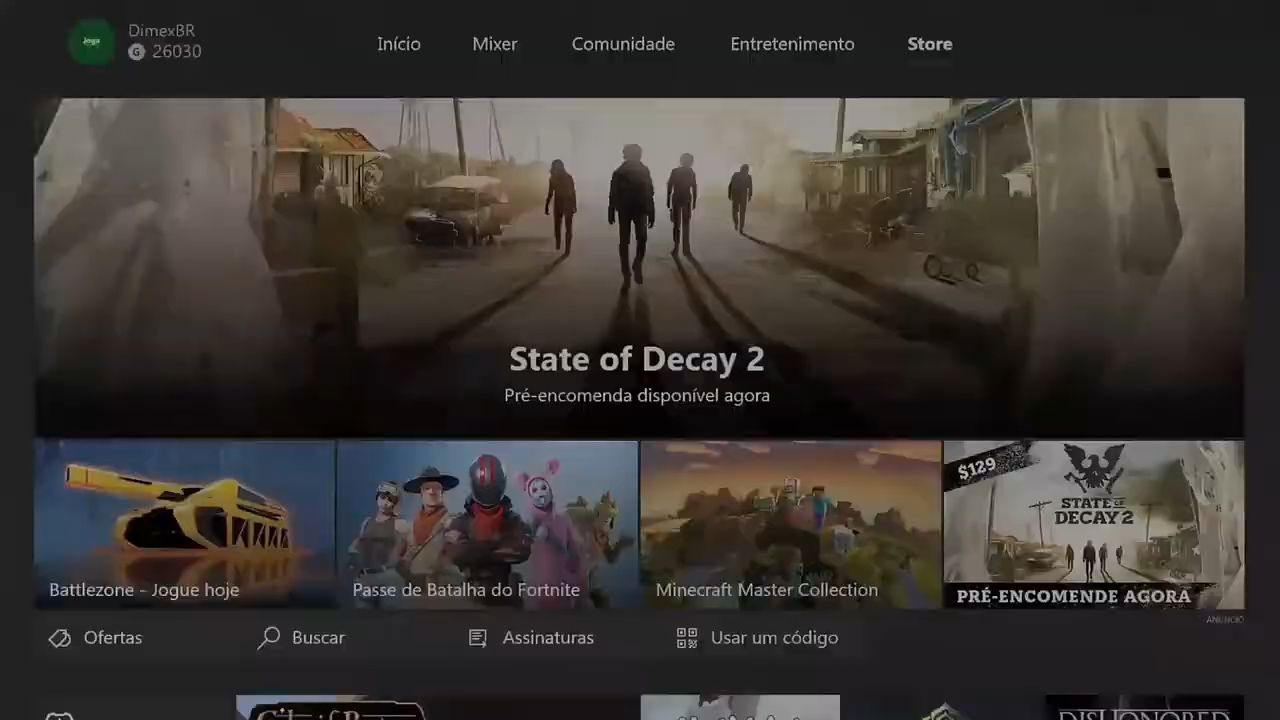 Joga
DimexBR
G 26030
Início
Mixer
Comunidade
Entretenimento
Store
State of Decay 2
Pré-encomenda disponível agora
Battlezone - Jogue hoje
Passe de Batalha do Fortnite
Minecraft Master Collection
$129
STATE OF
DECAY 2
PRÉ-ENCOMENDE AGORA
ANÚNCIO
Ofertas
Buscar
Assinaturas
Usar um código
DISHONORED